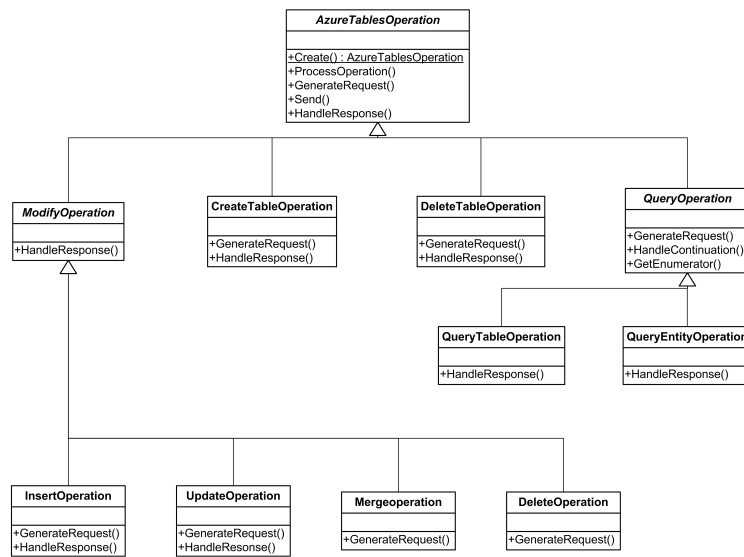 AzureTablesOperation
+Create() : AzureTablesOperation
+ProcessOperation()
+GenerateRequest()
+Send()
+HandleResponse()
ModifyOperation
+HandleResponse()
CreateTableOperation
+GenerateRequest()
+HandleResponse()
DeleteTableOperation
+GenerateRequest()
+HandleResponse()
QueryOperation
+GenerateRequest()
+HandleContinuation()
+GetEnumerator()
QueryTableOperation
+HandleResponse()
QueryEntityOperation
+HandleResponse()
InsertOperation
+GenerateRequest()
+HandleResponse()
UpdateOperation
+GenerateRequest()
+HandleResonse()
Mergeoperation
+GenerateRequest()
DeleteOperation
+GenerateRequest()